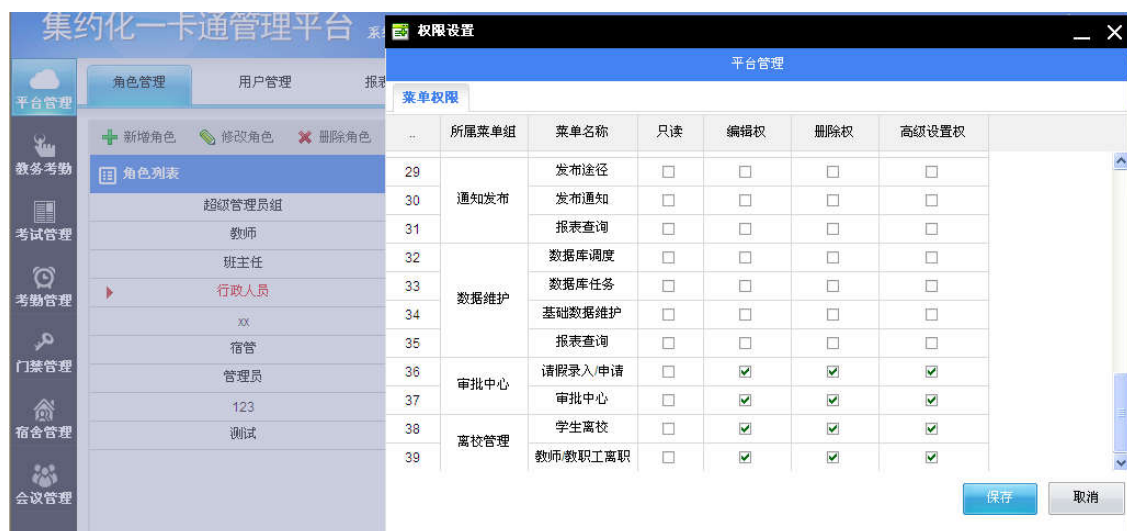 集约化一卡通管理平台
权限设置
平台管理
菜单权限
.. 所属菜单组 菜单名称 只读 编辑权 删除权 高级设置权
29 发布途径
30 通知发布 发布通知
31 报表查询
32 数据库调度
33 数据库任务
数据维护
34 基础数据维护
35 报表查询
36 请假录入/申请
审批中心
37 审批中心
38 学生离校
离校管理
39 教师/教职工离职
保存 取消
角色管理 用户管理
新增角色 修改角色 删除角色
角色列表
超级管理员组
教师
班主任
行政人员
xx
宿管
管理员
123
测试
平台管理
教务考勤
考试管理
考勤管理
门禁管理
宿舍管理
会议管理